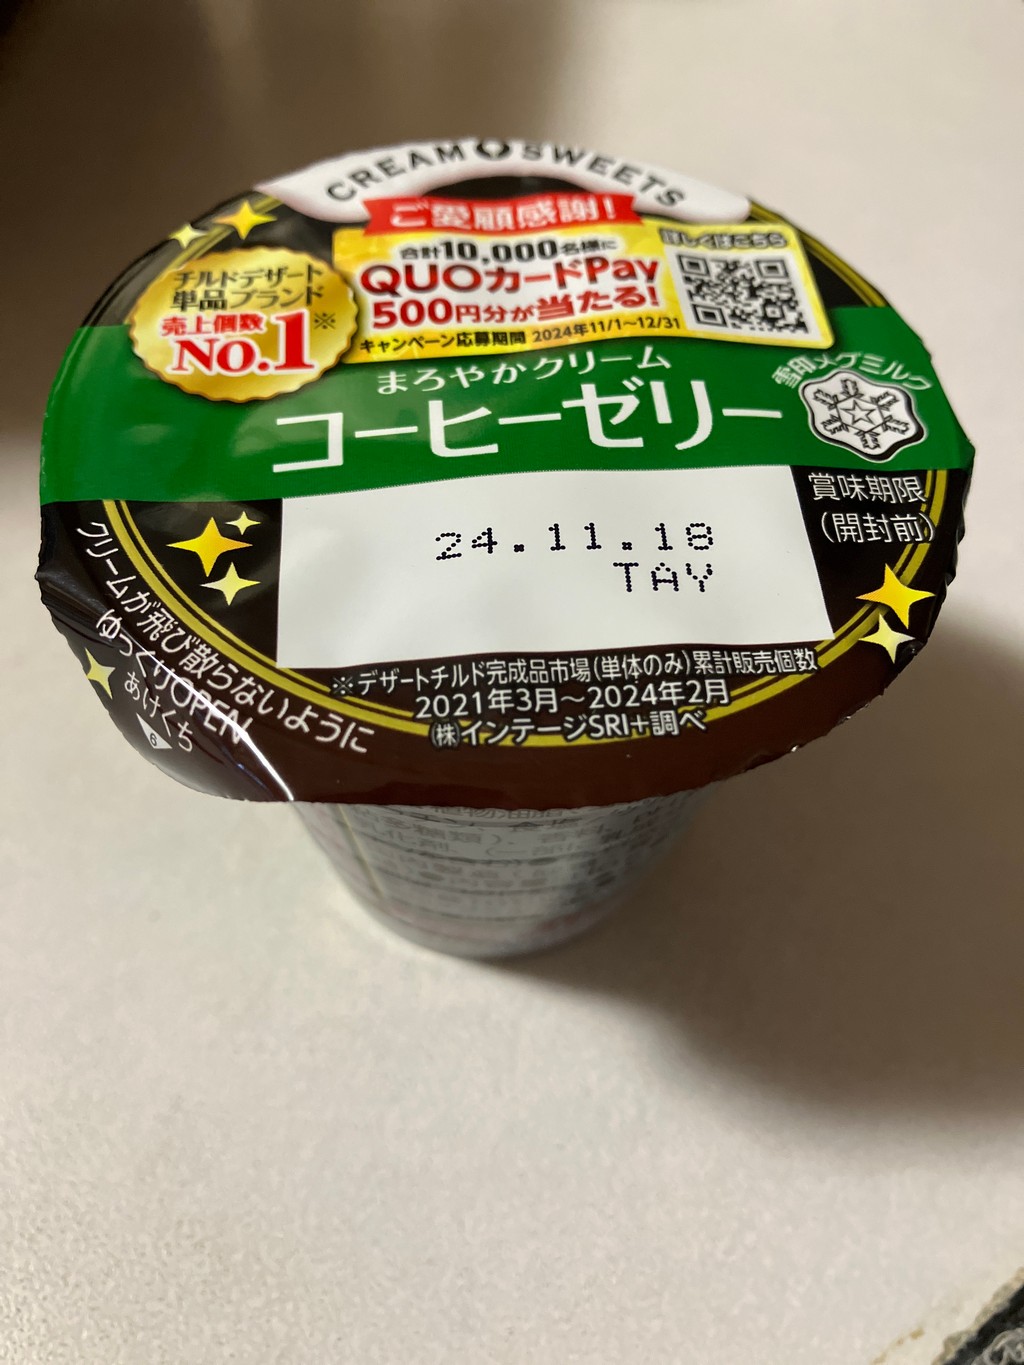 CREAM SWEETS
ご愛顧感謝!
合計10,000名様に
QUOカードPay
500円分が当たる!
キャンペーン応募期間 2024年11/1~12/31
詳しくはこちら
チルドデザート
単品ブランド
売上個数
No.1※
まろやかクリーム
コーヒーゼリー
雪印メグミルク
賞味期限
(開封前)
24.11.18
TAY
※デザートチルド完成品市場(単体のみ)累計販売個数
2021年3月~2024年2月
㈱インテージSRI+調べ
クリームが飛び散らないように
ゆっくりOPEN
あけくち
6
植物油脂